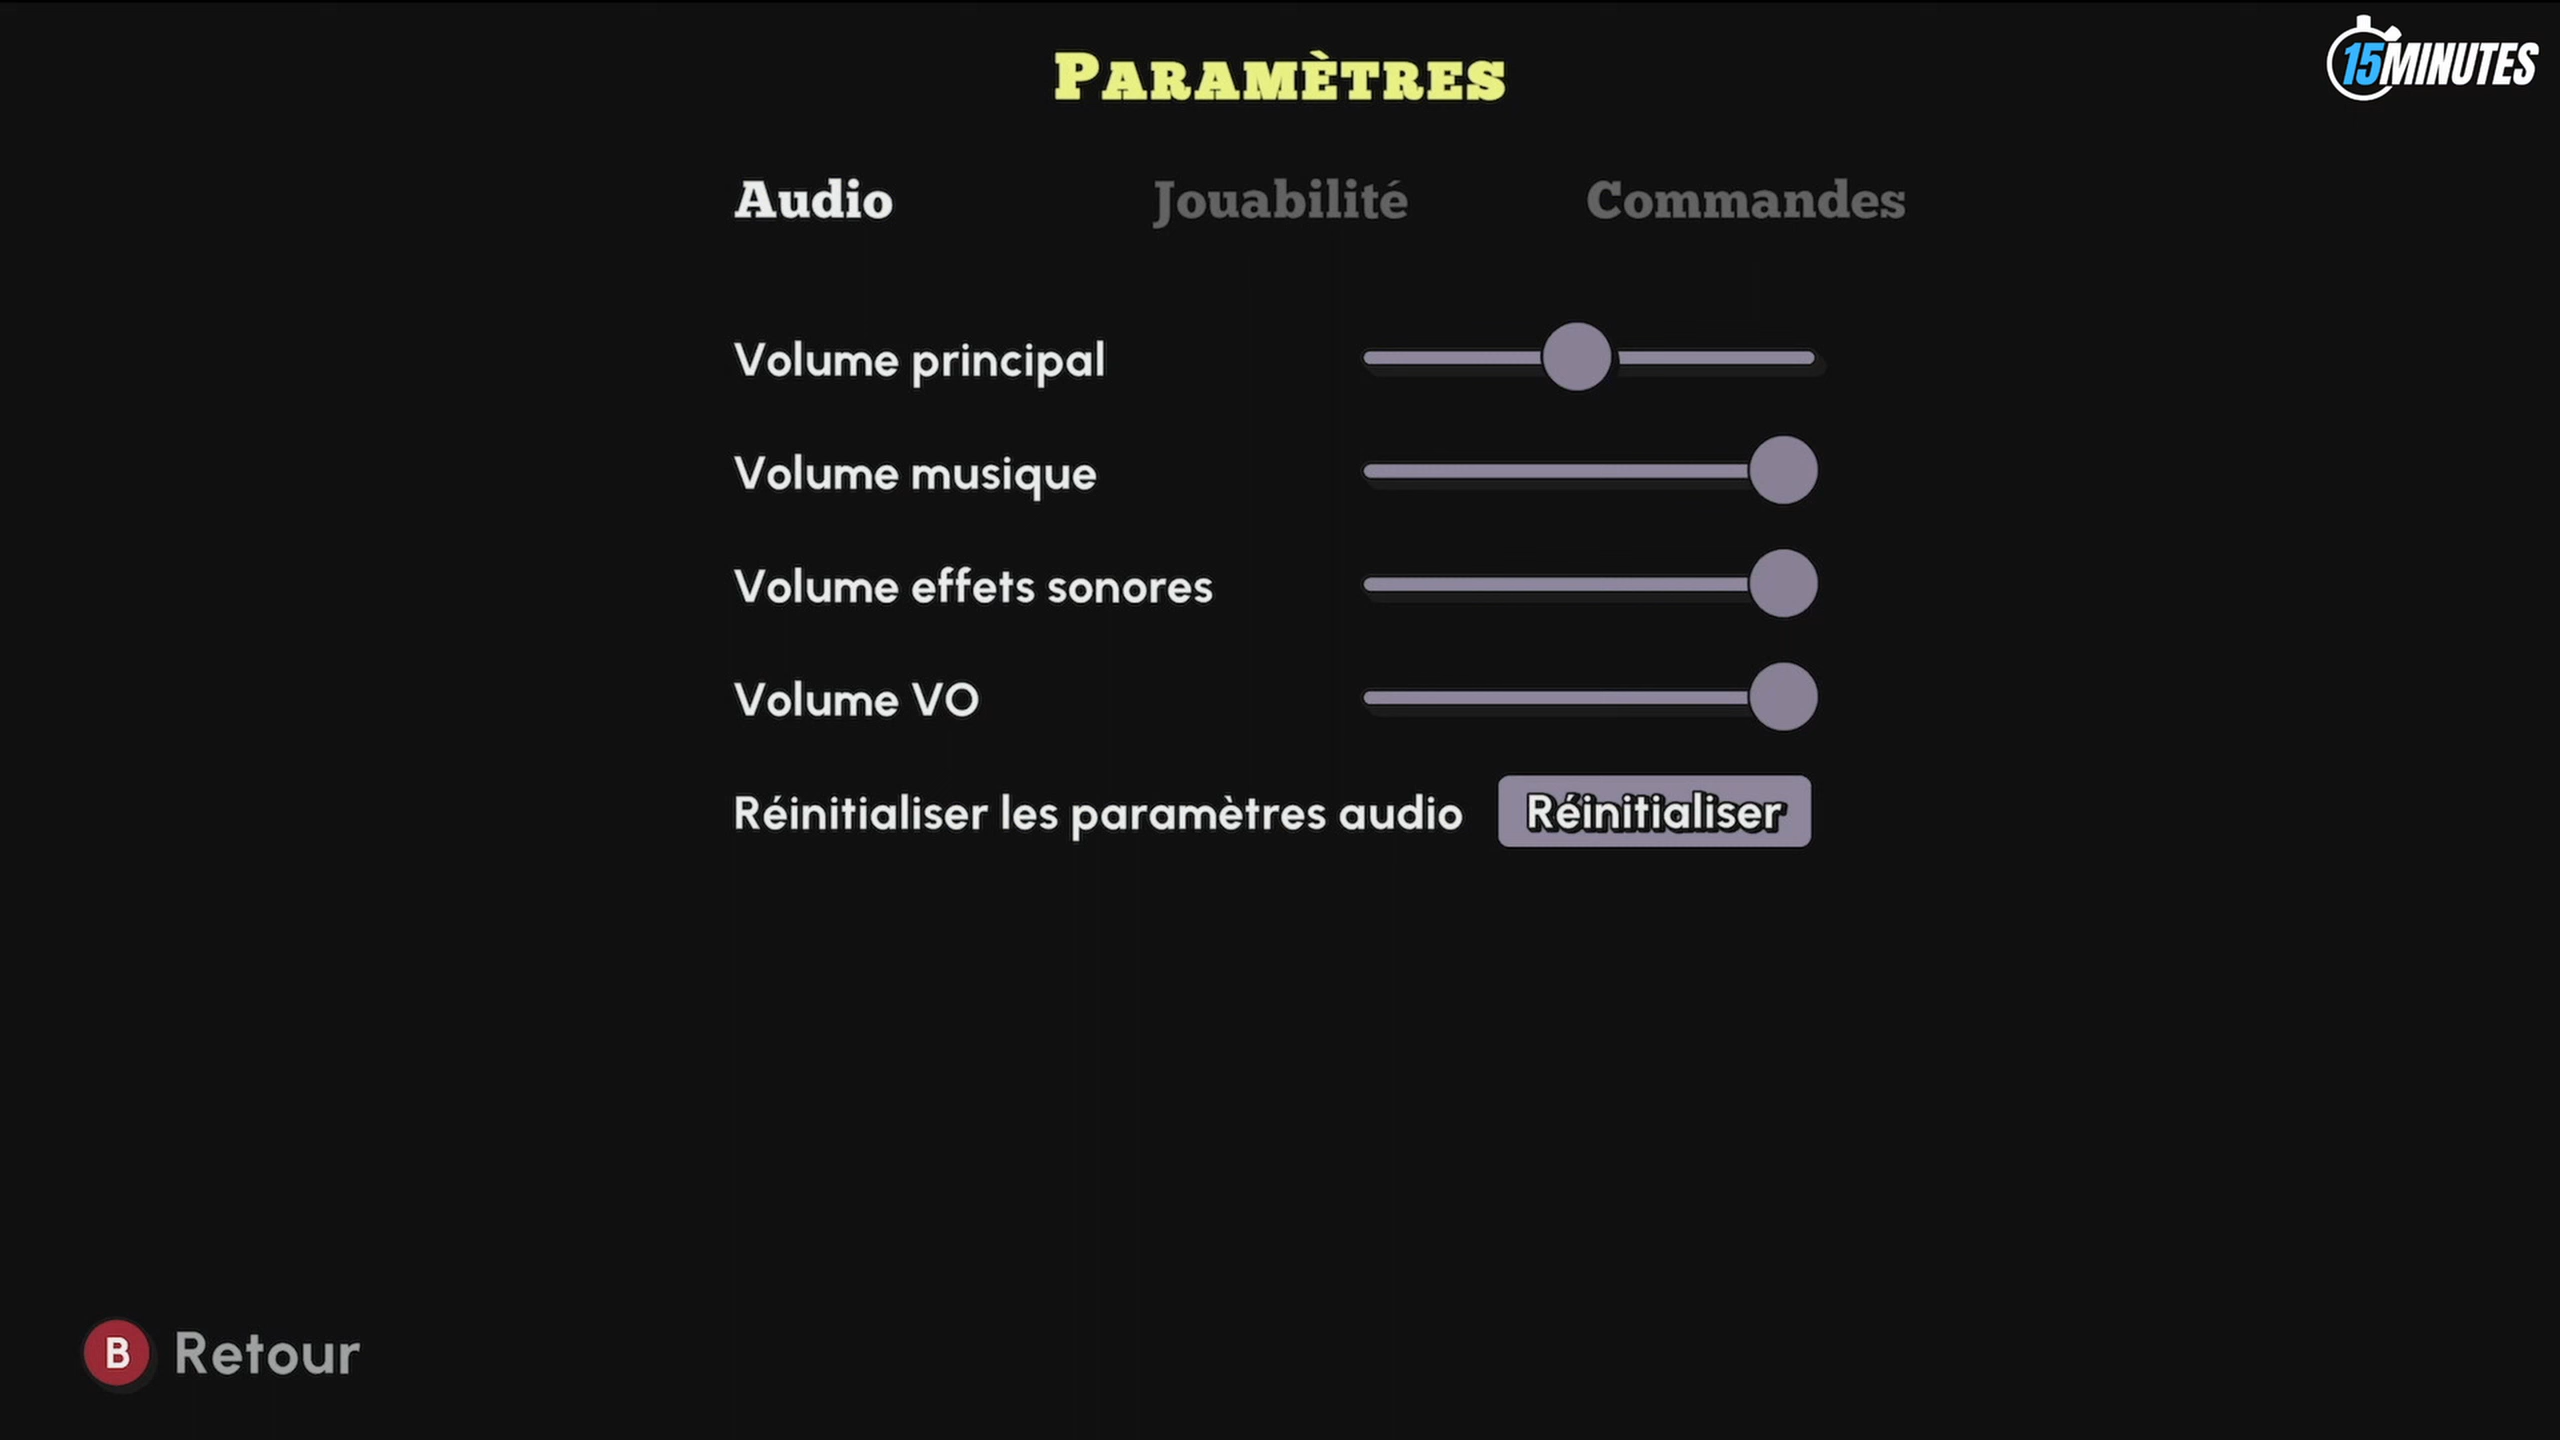 15MINUTES
Paramètres
Audio Jouabilité Commandes
Volume principal
Volume musique
Volume effets sonores
Volume VO
Réinitialiser les paramètres audio Réinitialiser
B Retour